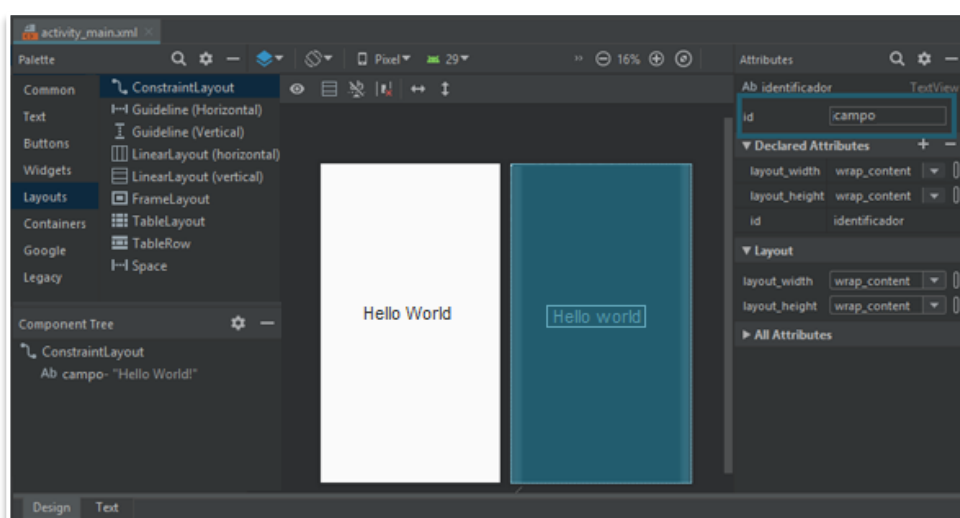 activity_main.xml
Palette
Pixel 29 16%
Attributes
Common
Text
Buttons
Widgets
Layouts
Containers
Google
Legacy
ConstraintLayout
Guideline (Horizontal)
Guideline (Vertical)
LinearLayout (horizontal)
LinearLayout (vertical)
FrameLayout
TableLayout
TableRow
Space
Component Tree
ConstraintLayout
Ab campo- "Hello World!"
Hello World
Hello world
Ab identificador TextView
id campo
Declared Attributes
layout_width wrap_content
layout_height wrap_content
id identificador
Layout
layout_width wrap_content
layout_height wrap_content
All Attributes
Design Text